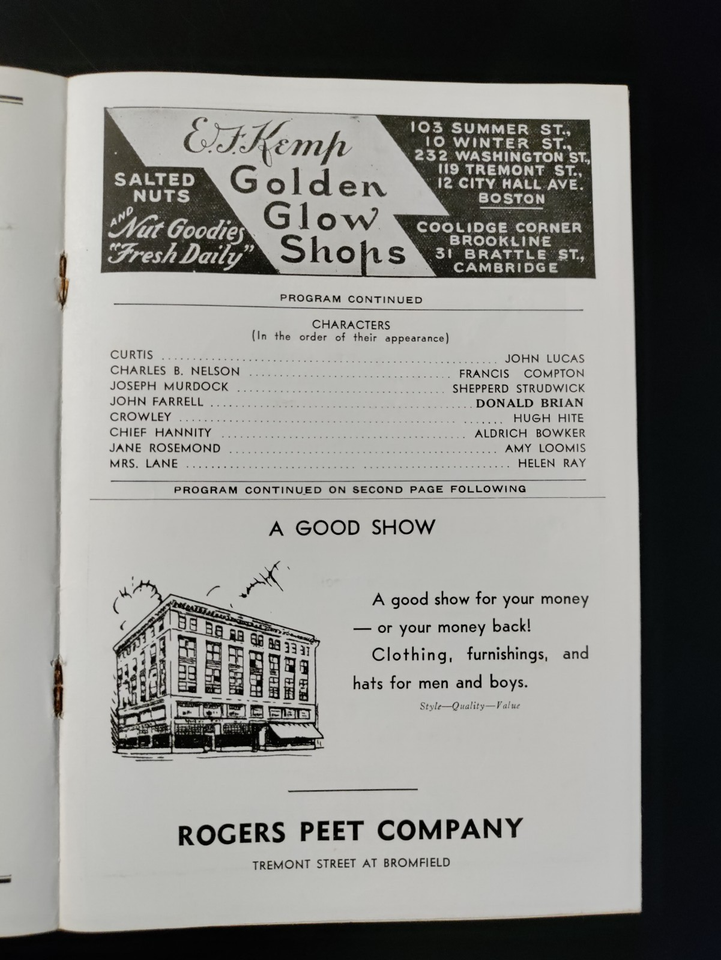 E.F.Kemp
Golden
Glow
Shops
SALTED
NUTS
AND
Nut Goodies
"Fresh Daily"
103 SUMMER ST.,
10 WINTER ST.,
232 WASHINGTON ST.,
119 TREMONT ST.,
12 CITY HALL AVE.
BOSTON
COOLIDGE CORNER
BROOKLINE
31 BRATTLE ST.,
CAMBRIDGE
PROGRAM CONTINUED
CHARACTERS
(In the order of their appearance)
CURTIS ........ JOHN LUCAS
CHARLES B. NELSON ........ FRANCIS COMPTON
JOSEPH MURDOCK ........ SHEPPERD STRUDWICK
JOHN FARRELL ........ DONALD BRIAN
CROWLEY ........ HUGH HITE
CHIEF HANNITY ........ ALDRICH BOWKER
JANE ROSEMOND ........ AMY LOOMIS
MRS. LANE ........ HELEN RAY
PROGRAM CONTINUED ON SECOND PAGE FOLLOWING
A GOOD SHOW
A good show for your money
— or your money back!
Clothing, furnishings, and
hats for men and boys.
Style—Quality—Value
ROGERS PEET COMPANY
TREMONT STREET AT BROMFIELD